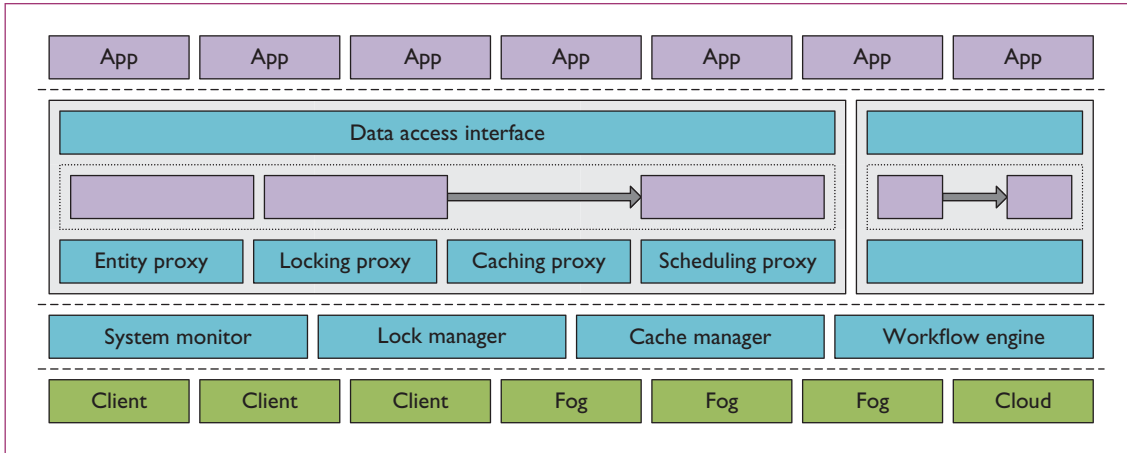 App App App App App App App
Data access interface
Entity proxy Locking proxy Caching proxy Scheduling proxy
System monitor Lock manager Cache manager Workflow engine
Client Client Client Fog Fog Fog Cloud